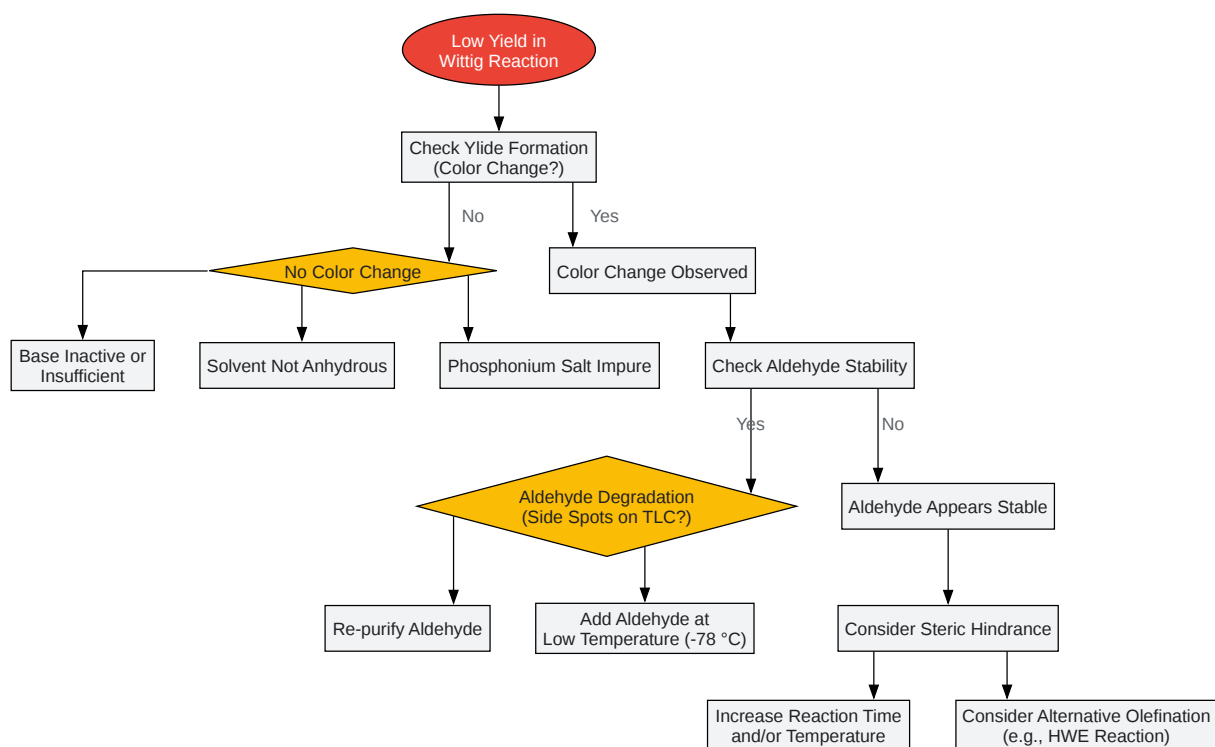 Low Yield in
Wittig Reaction
Check Ylide Formation
(Color Change?)
No
Yes
No Color Change
Color Change Observed
Base Inactive or
Insufficient
Solvent Not Anhydrous
Phosphonium Salt Impure
Check Aldehyde Stability
Yes
No
Aldehyde Degradation
(Side Spots on TLC?)
Aldehyde Appears Stable
Re-purify Aldehyde
Add Aldehyde at
Low Temperature (-78 °C)
Consider Steric Hindrance
Increase Reaction Time
and/or Temperature
Consider Alternative Olefination
(e.g., HWE Reaction)